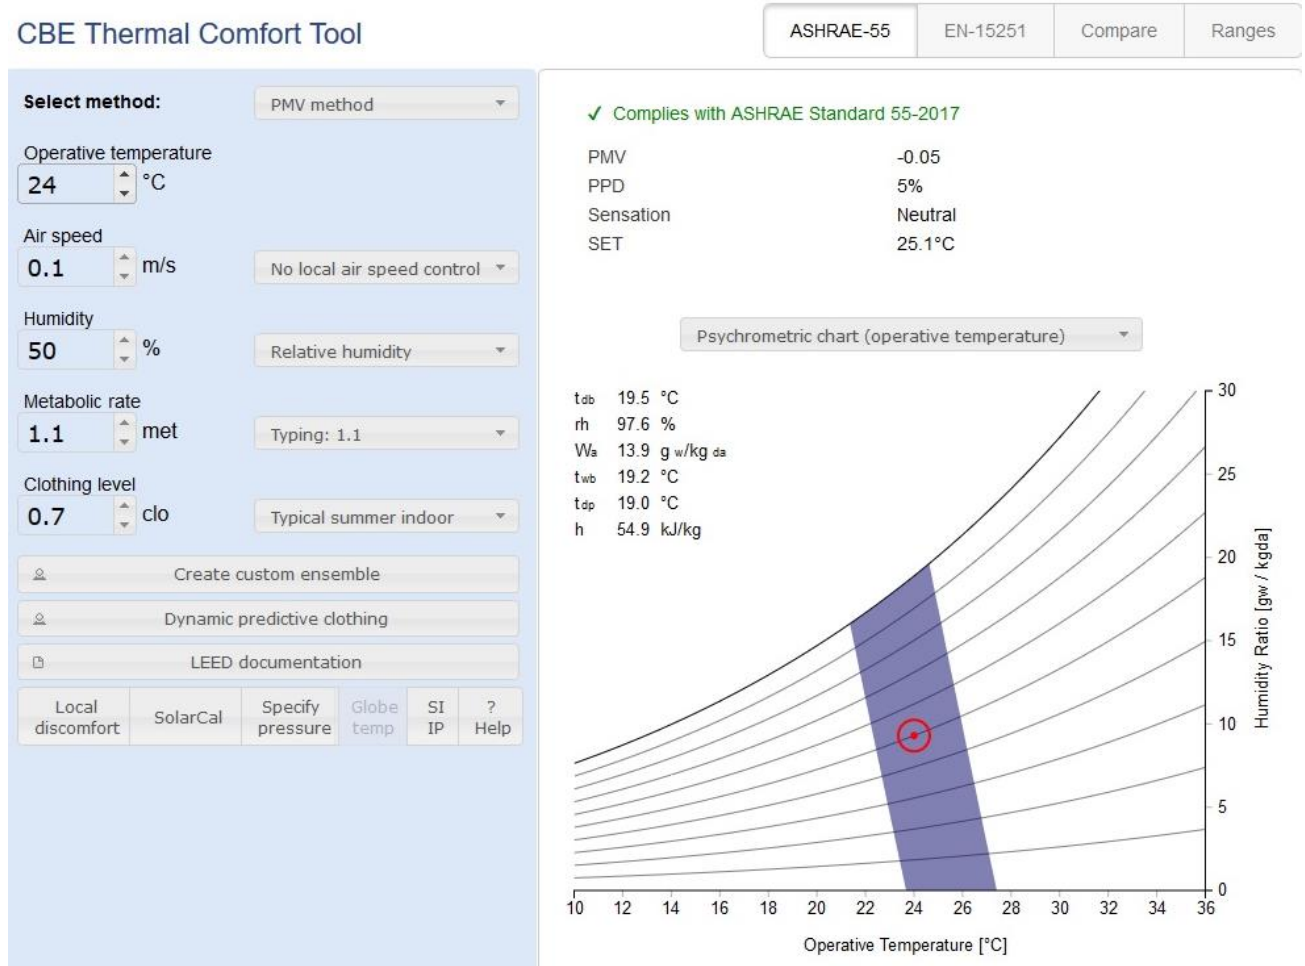 CBE Thermal Comfort Tool
ASHRAE-55 EN-15251 Compare Ranges
Select method: PMV method
Operative temperature
24 °C
Air speed
0.1 m/s No local air speed control
Humidity
50 % Relative humidity
Metabolic rate
1.1 met Typing: 1.1
Clothing level
0.7 clo Typical summer indoor
Create custom ensemble
Dynamic predictive clothing
LEED documentation
Local discomfort SolarCal Specify pressure Globe temp SI IP ? Help
✓ Complies with ASHRAE Standard 55-2017
PMV -0.05
PPD 5%
Sensation Neutral
SET 25.1°C
Psychrometric chart (operative temperature)
tdb 19.5 °C
rh 97.6 %
Wa 13.9 g w/kg da
twb 19.2 °C
tdp 19.0 °C
h 54.9 kJ/kg
30
25
20
15
10
5
0
Humidity Ratio [gw / kgda]
10 12 14 16 18 20 22 24 26 28 30 32 34 36
Operative Temperature [°C]